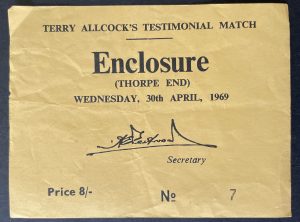 TERRY ALLCOCK'S TESTIMONIAL MATCH
Enclosure
(THORPE END)
WEDNESDAY, 30th APRIL, 1969
Secretary
Price 8/- No 7